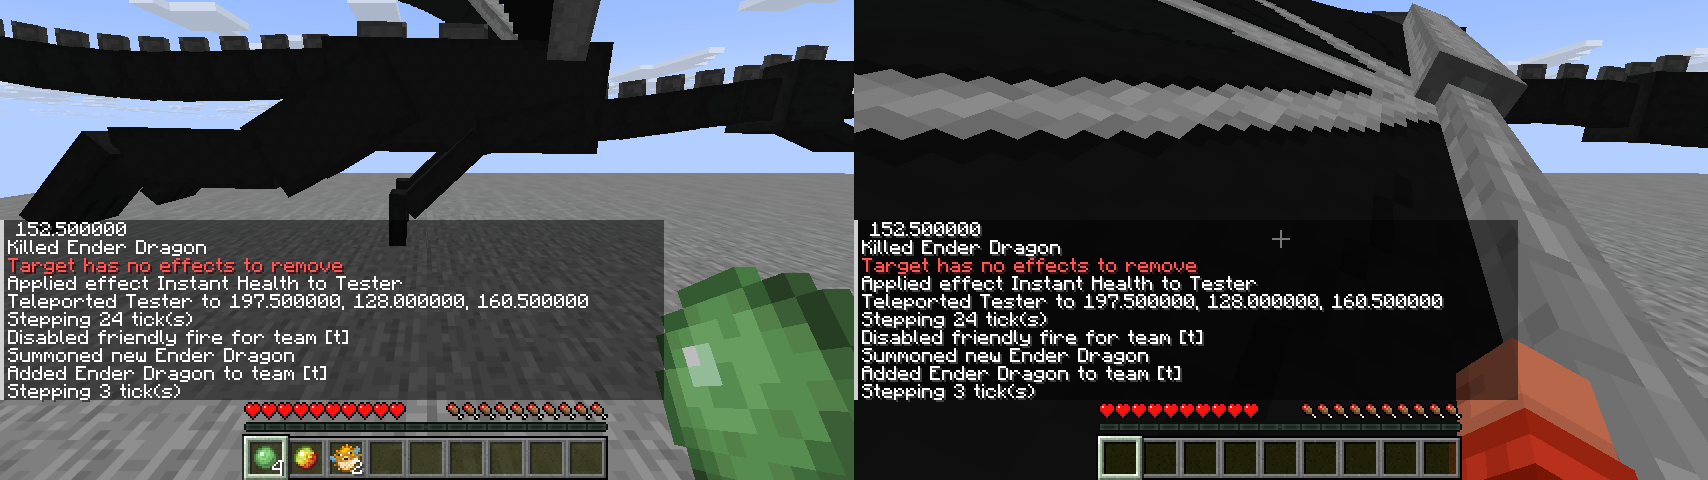 152.500000
Killed Ender Dragon
Target has no effects to remove
Applied effect Instant Health to Tester
Teleported Tester to 197.500000, 128.000000, 160.500000
Stepping 24 tick(s)
Disabled friendly fire for team [t]
Summoned new Ender Dragon
Added Ender Dragon to team [t]
Stepping 3 tick(s)
4
2
152.500000
Killed Ender Dragon
Target has no effects to remove
Applied effect Instant Health to Tester
Teleported Tester to 197.500000, 128.000000, 160.500000
Stepping 24 tick(s)
Disabled friendly fire for team [t]
Summoned new Ender Dragon
Added Ender Dragon to team [t]
Stepping 3 tick(s)